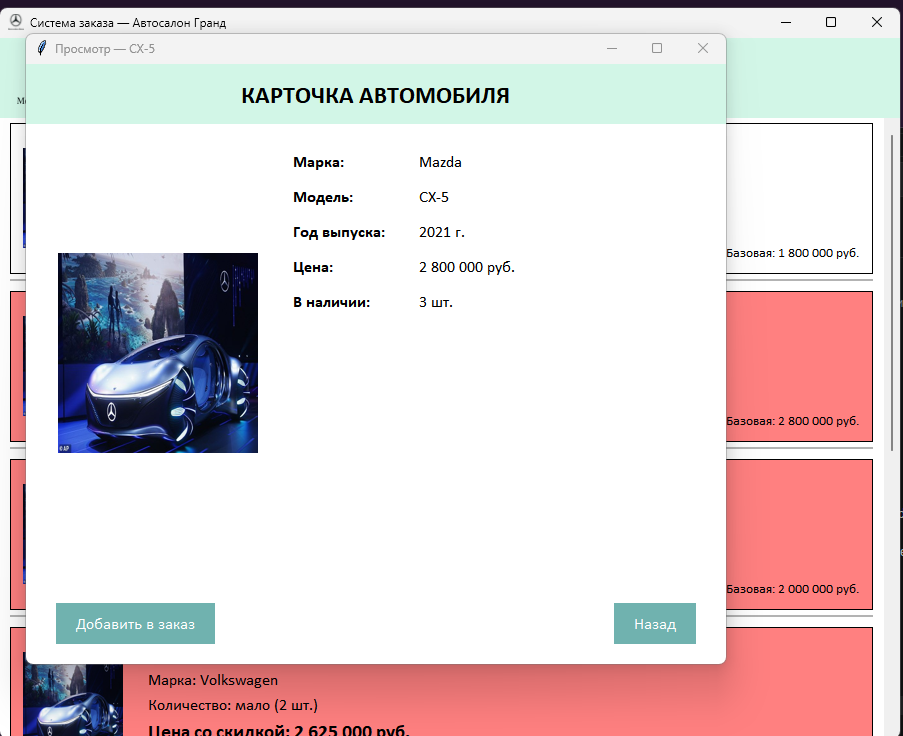 Система заказа — Автосалон Гранд
Просмотр — CX-5
КАРТОЧКА АВТОМОБИЛЯ
Марка: Mazda
Модель: CX-5
Год выпуска: 2021 г.
Цена: 2 800 000 руб.
В наличии: 3 шт.
Добавить в заказ
Назад
Базовая: 1 800 000 руб.
Базовая: 2 800 000 руб.
Базовая: 2 000 000 руб.
Марка: Volkswagen
Количество: мало (2 шт.)
Цена со скидкой: 2 625 000 руб.